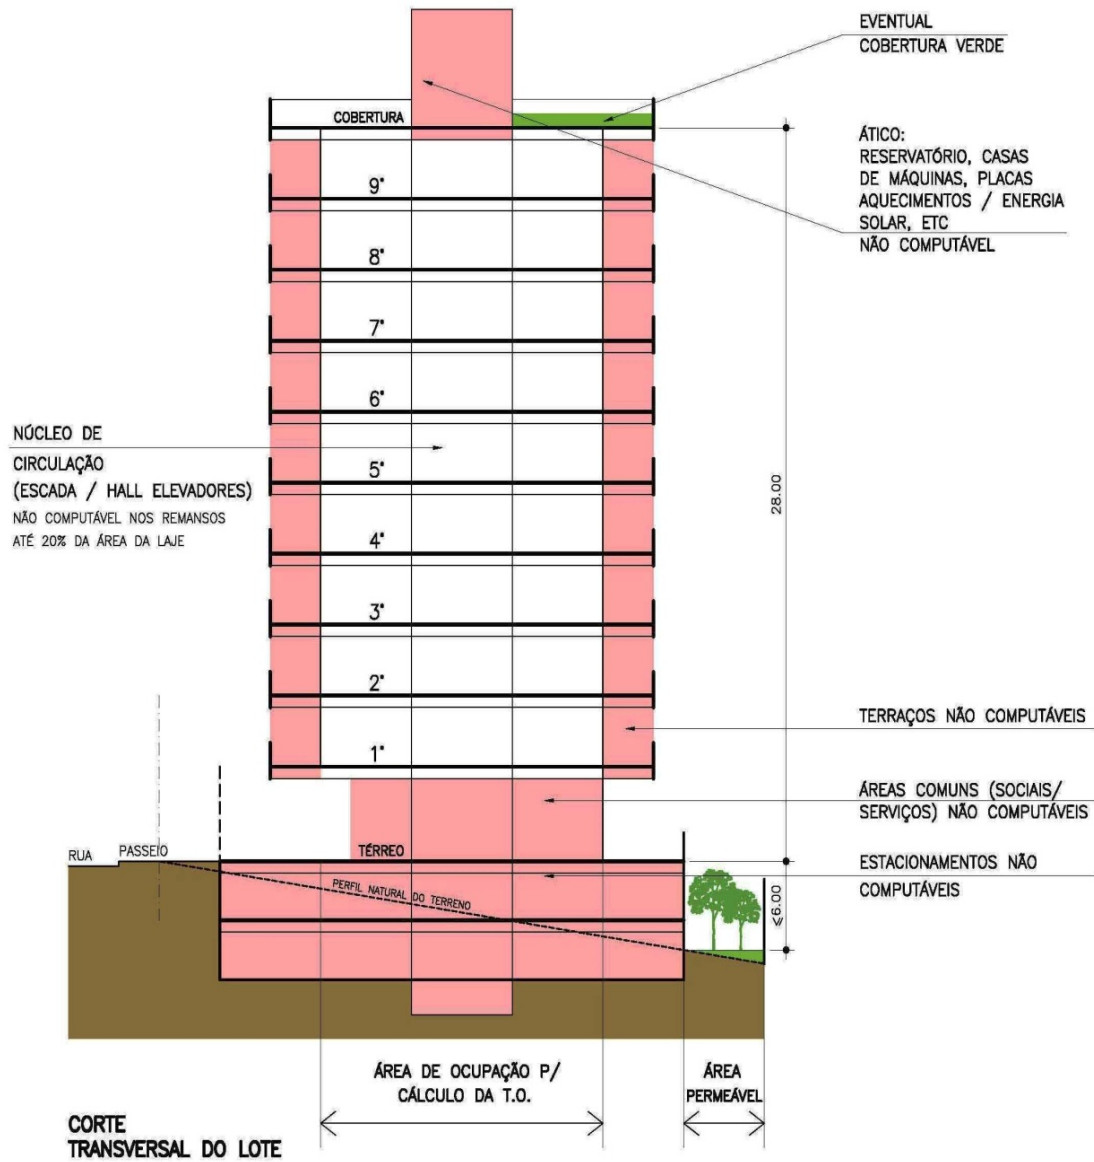 EVENTUAL
COBERTURA VERDE
COBERTURA
ÁTICO:
RESERVATÓRIO, CASAS
DE MÁQUINAS, PLACAS
AQUECIMENTOS / ENERGIA
SOLAR, ETC
NÃO COMPUTÁVEL
9°
8°
7°
6°
NÚCLEO DE
CIRCULAÇÃO
(ESCADA / HALL ELEVADORES)
NÃO COMPUTÁVEL NOS REMANSOS
ATÉ 20% DA ÁREA DA LAJE
5°
28.00
4°
3°
2°
TERRAÇOS NÃO COMPUTÁVEIS
1°
ÁREAS COMUNS (SOCIAIS/
SERVIÇOS) NÃO COMPUTÁVEIS
RUA
PASSEIO
TÉRREO
ESTACIONAMENTOS NÃO
COMPUTÁVEIS
PERFIL NATURAL DO TERRENO
⩽6.00
ÁREA DE OCUPAÇÃO P/
CÁLCULO DA T.O.
ÁREA
PERMEÁVEL
CORTE
TRANSVERSAL DO LOTE